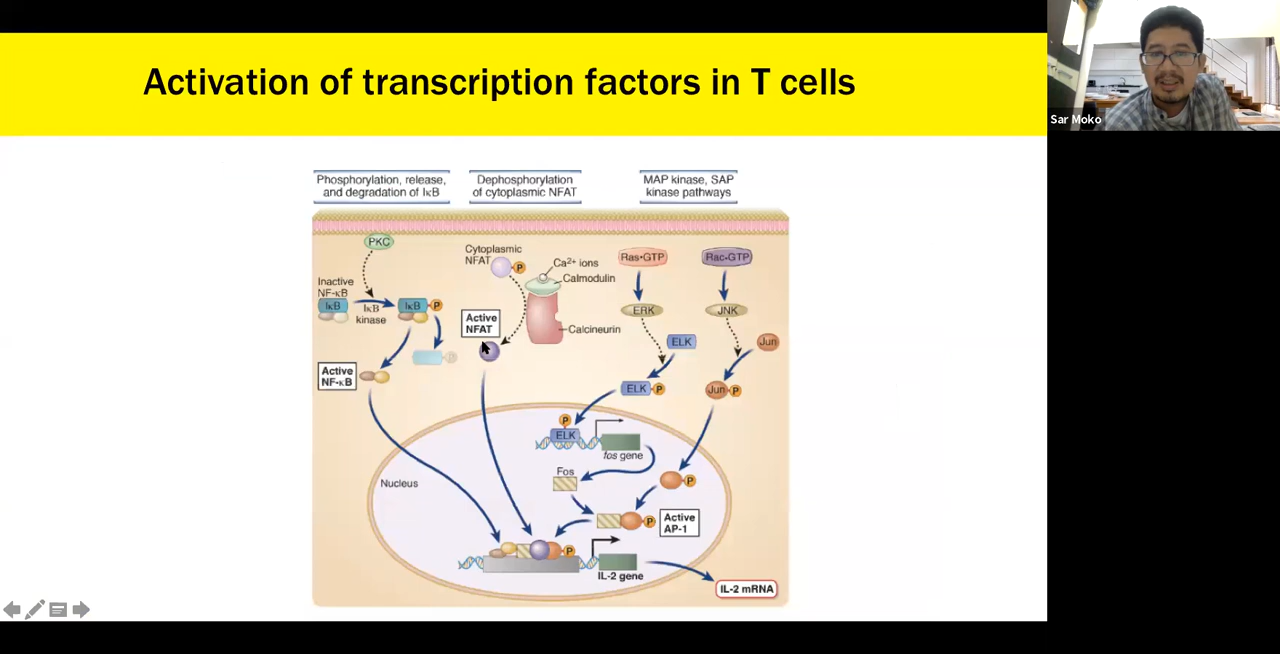 Activation of transcription factors in T cells
Sar Moko
Phosphorylation, release,
and degradation of IκB
Dephosphorylation
of cytoplasmic NFAT
MAP kinase, SAP
kinase pathways
PKC
Inactive
NF-κB
IκB
IκB
kinase
IκB
P
Active
NF-κB
Cytoplasmic
NFAT
P
Ca2+ ions
Calmodulin
Calcineurin
Active
NFAT
Ras•GTP
ERK
ELK
ELK
P
Rac•GTP
JNK
Jun
Jun
P
P
ELK
fos gene
Fos
P
P
Active
AP-1
Nucleus
P
IL-2 gene
IL-2 mRNA